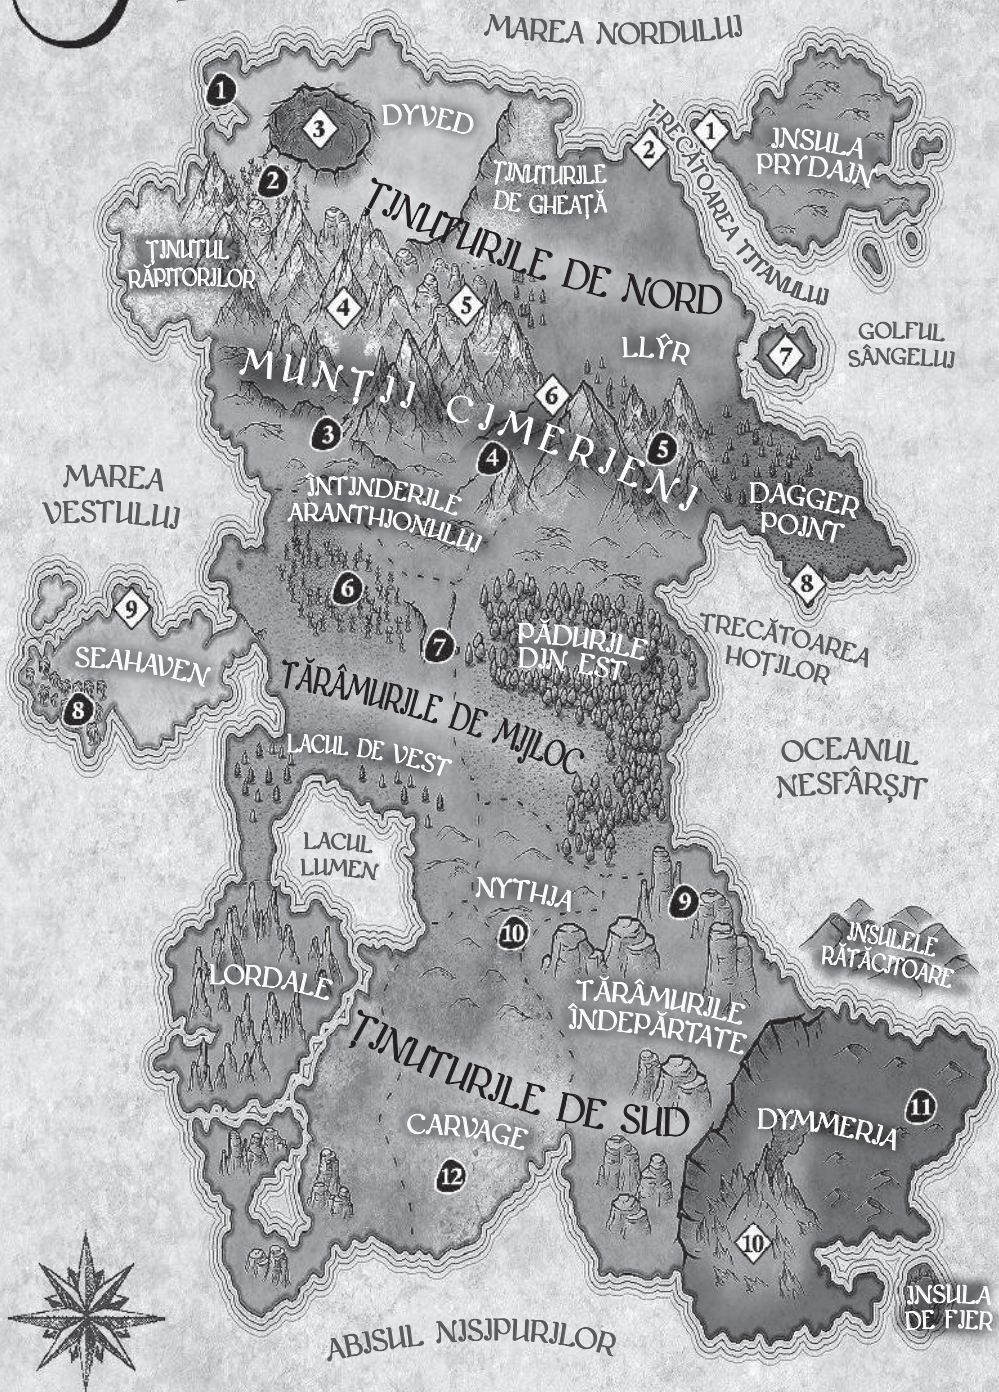 MAREA NORDULUI
1
3
DYVED
2
1
2
TRECĂTOAREA TITANULUI
INSULA
PRYDAIN
ȚINUTURILE
DE GHEAȚĂ
ȚINUTUL
RĂPITORILOR
ȚINUTURILE DE NORD
4
5
LLŶR
7
GOLFUL
SÂNGELUI
MUNȚII CIMERIENI
6
3
4
5
MAREA
VESTULUI
ÎNTINDERILE
ARANTHIONULUI
DAGGER
POINT
6
8
9
7
PĂDURILE
DIN EST
TRECĂTOAREA
HOȚILOR
SEAHAVEN
8
TĂRÂMURILE DE MIJLOC
LACUL DE VEST
OCEANUL
NESFÂRȘIT
LACUL
LUMEN
NYTHIA
9
10
INSULELE
RĂTĂCITOARE
LORDALE
TĂRÂMURILE
ÎNDEPĂRTATE
ȚINUTURILE DE SUD
11
DYMMERIA
CARVAGE
12
10
INSULA
DE FIER
ABISUL NISIPURILOR